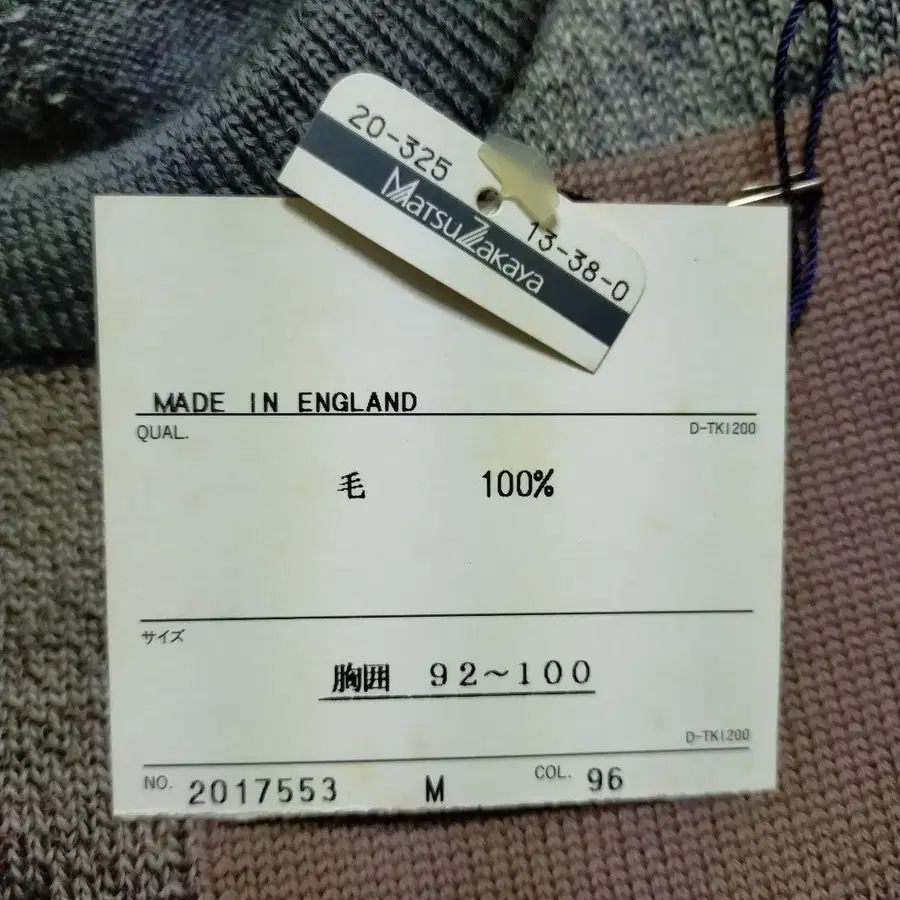 20-325
MatsuZakaya
13-38-0
MADE IN ENGLAND
QUAL.
D-TK1200
毛 100%
サイズ
胸囲 92～100
D-TK1200
NO. 2017553 M COL. 96